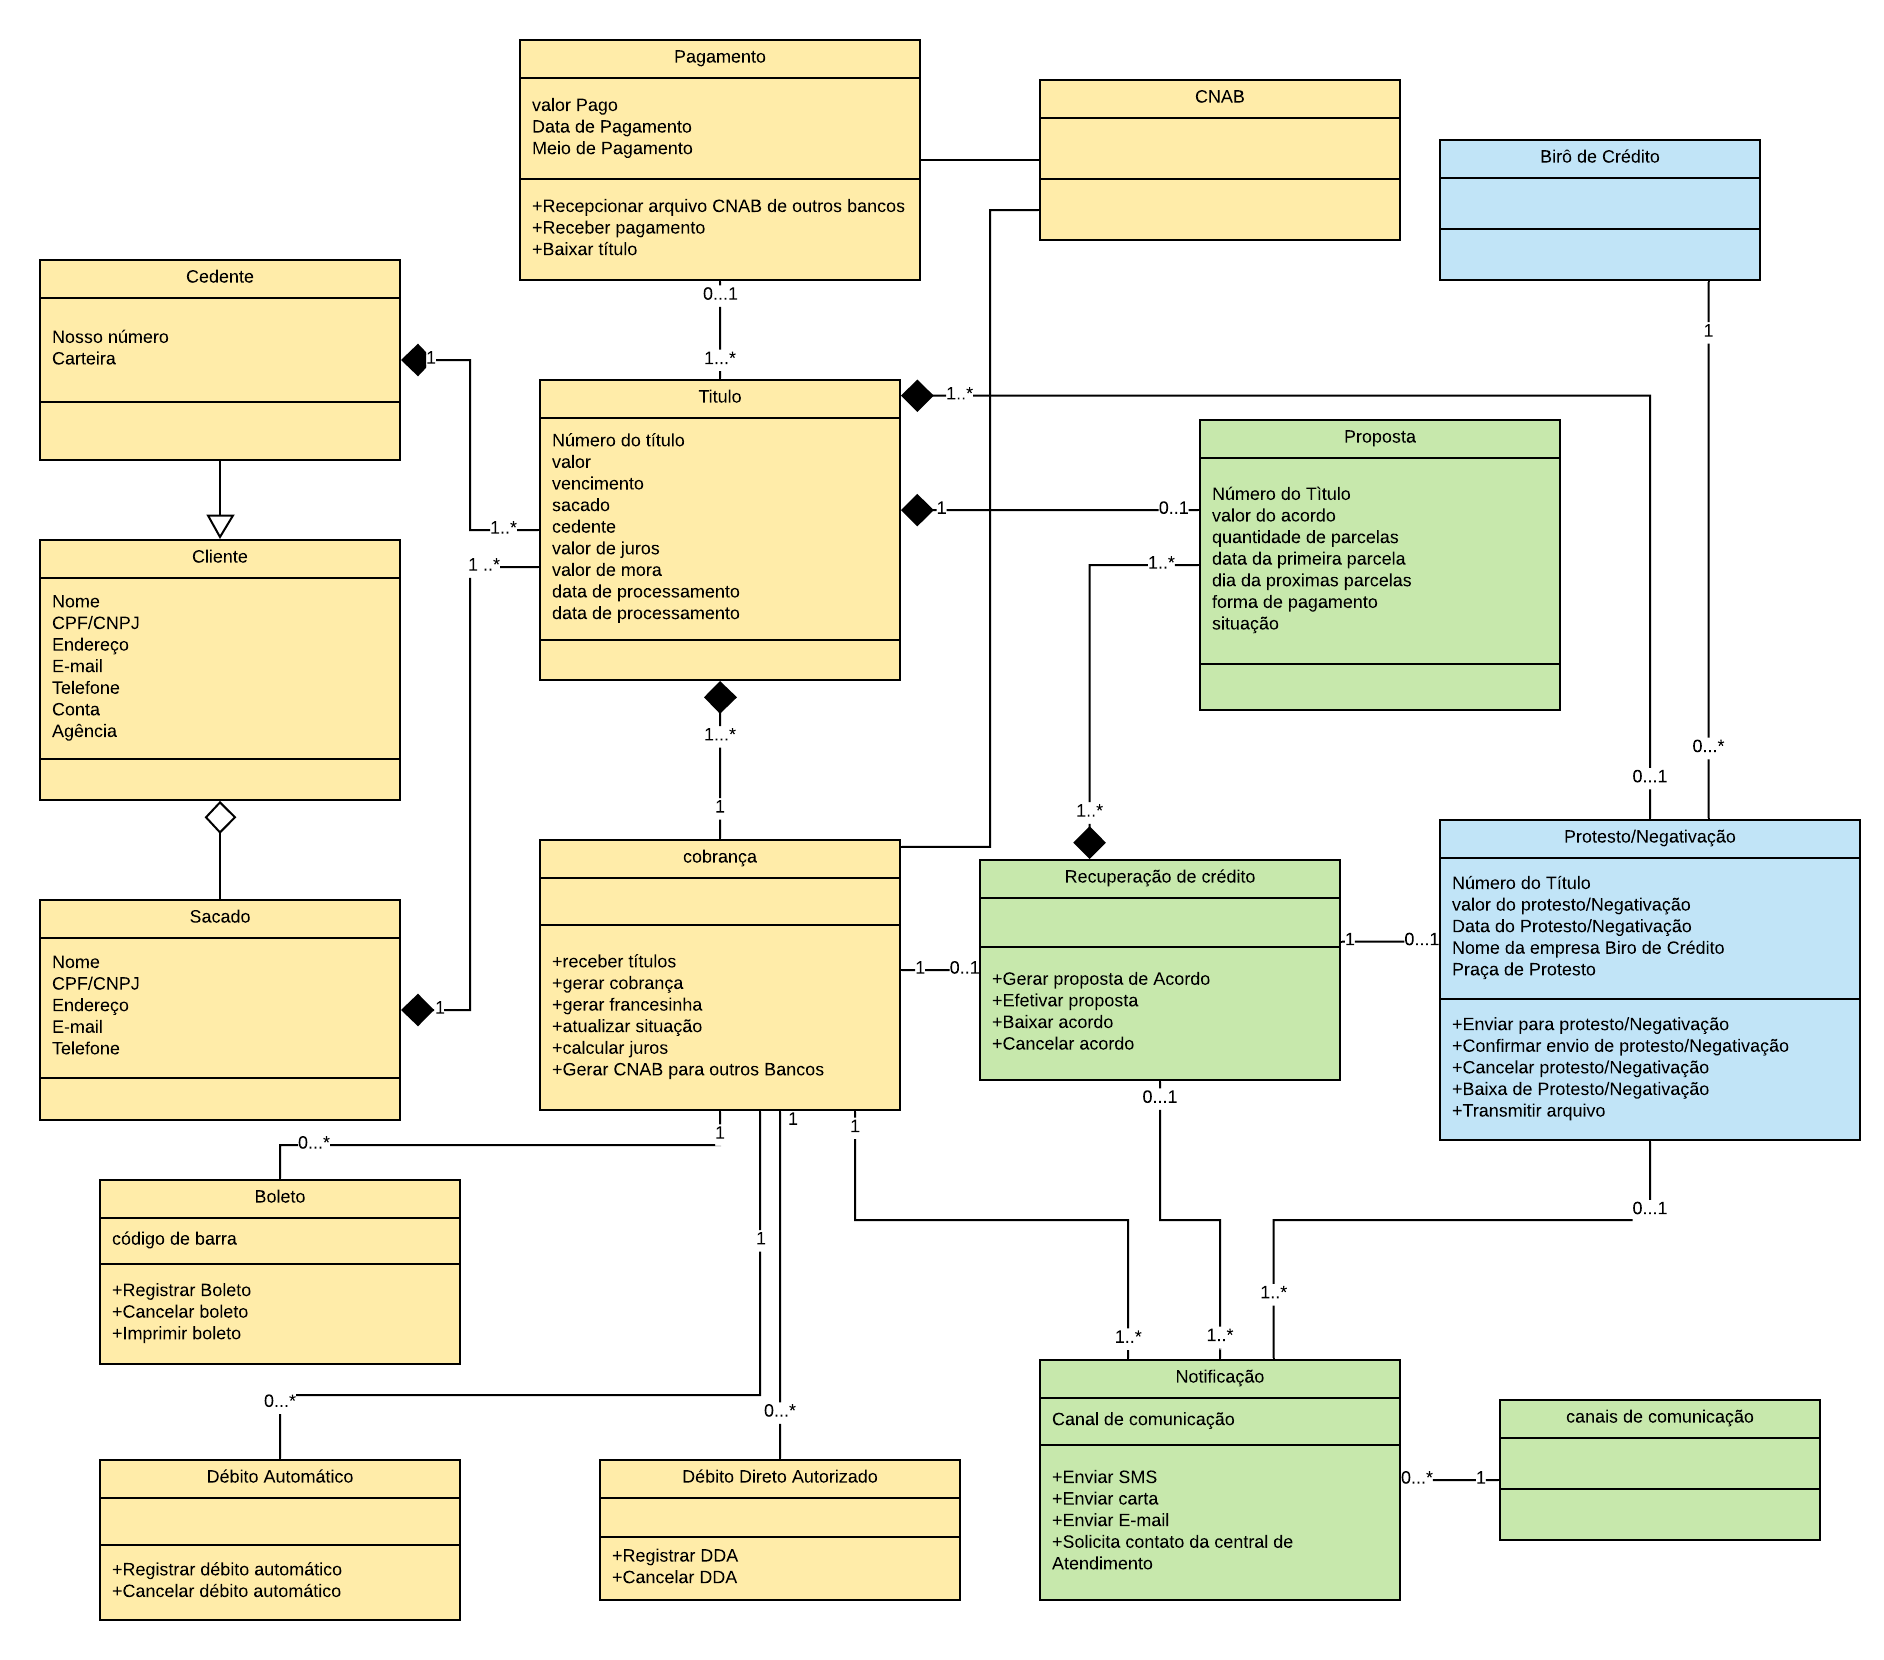 Pagamento
valor Pago
Data de Pagamento
Meio de Pagamento
+Recepcionar arquivo CNAB de outros bancos
+Receber pagamento
+Baixar título
CNAB
Birô de Crédito
Cedente
Nosso número
Carteira
0...1
1...*
1
1
1..*
1 ..*
Titulo
Número do título
valor
vencimento
sacado
cedente
valor de juros
valor de mora
data de processamento
data de processamento
1..*
1
0..1
1..*
Proposta
Número do Tìtulo
valor do acordo
quantidade de parcelas
data da primeira parcela
dia da proximas parcelas
forma de pagamento
situação
Cliente
Nome
CPF/CNPJ
Endereço
E-mail
Telefone
Conta
Agência
1...*
1
1..*
0...1
0...*
Sacado
Nome
CPF/CNPJ
Endereço
E-mail
Telefone
1
cobrança
+receber títulos
+gerar cobrança
+gerar francesinha
+atualizar situação
+calcular juros
+Gerar CNAB para outros Bancos
1
0..1
Recuperação de crédito
+Gerar proposta de Acordo
+Efetivar proposta
+Baixar acordo
+Cancelar acordo
1
0...1
Protesto/Negativação
Número do Título
valor do protesto/Negativação
Data do Protesto/Negativação
Nome da empresa Biro de Crédito
Praça de Protesto
+Enviar para protesto/Negativação
+Confirmar envio de protesto/Negativação
+Cancelar protesto/Negativação
+Baixa de Protesto/Negativação
+Transmitir arquivo
0...*
1
1
1
0...1
0...1
1
0...*
0...*
1..*
1..*
1..*
Boleto
código de barra
+Registrar Boleto
+Cancelar boleto
+Imprimir boleto
Débito Automático
+Registrar débito automático
+Cancelar débito automático
Débito Direto Autorizado
+Registrar DDA
+Cancelar DDA
Notificação
Canal de comunicação
+Enviar SMS
+Enviar carta
+Enviar E-mail
+Solicita contato da central de
Atendimento
0...*
1
canais de comunicação